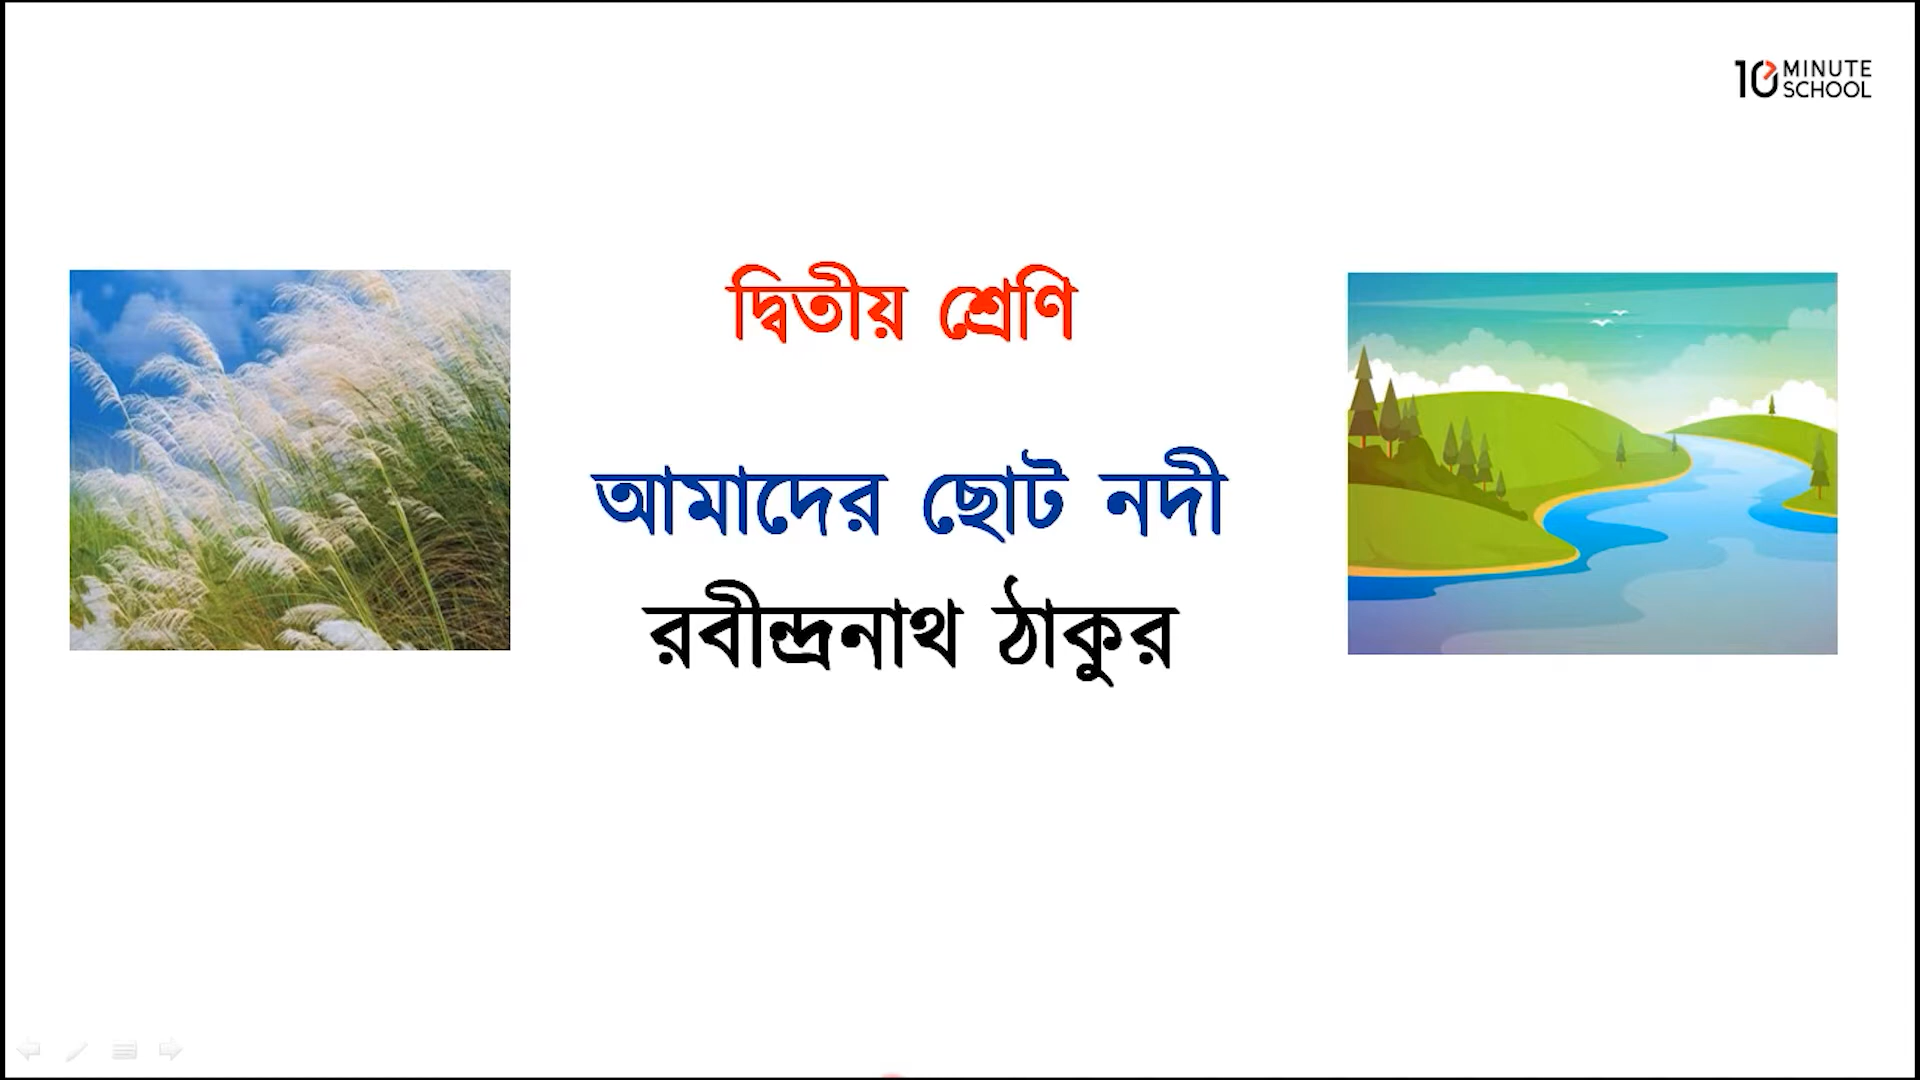 10 MINUTE
SCHOOL
দ্বিতীয় শ্রেণি
আমাদের ছোট নদী
রবীন্দ্রনাথ ঠাকুর